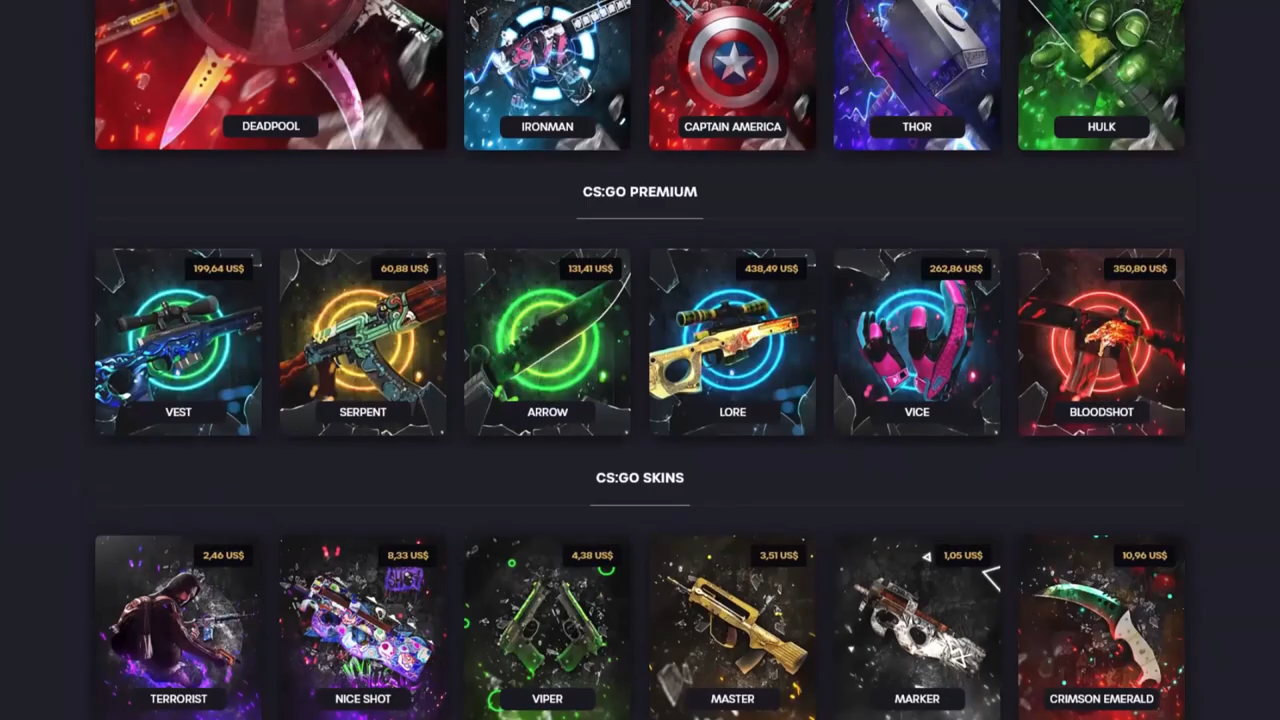 DEADPOOL
IRONMAN
CAPTAIN AMERICA
THOR
HULK
CS:GO PREMIUM
199,64 US$
60,88 US$
131,41 US$
438,49 US$
262,86 US$
350,80 US$
VEST
SERPENT
ARROW
LORE
VICE
BLOODSHOT
CS:GO SKINS
2,46 US$
8,33 US$
4,38 US$
3,51 US$
1,05 US$
10,96 US$
TERRORIST
NICE SHOT
VIPER
MASTER
MARKER
CRIMSON EMERALD